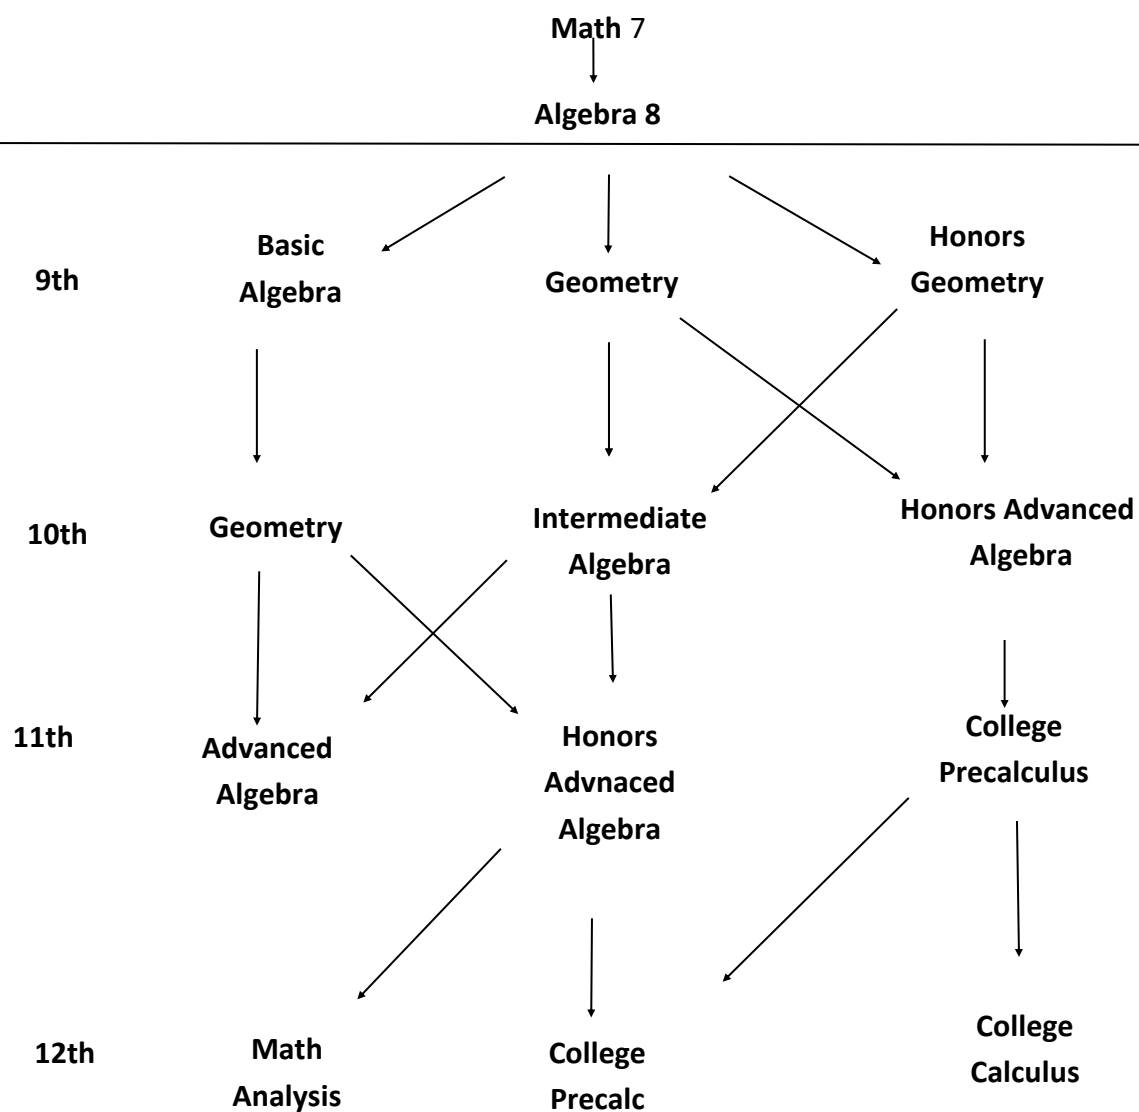 Math 7
Algebra 8
9th
Basic
Algebra
Geometry
Honors
Geometry
10th
Geometry
Intermediate
Algebra
Honors Advanced
Algebra
11th
Advanced
Algebra
Honors
Advnaced
Algebra
College
Precalculus
12th
Math
Analysis
College
Precalc
College
Calculus